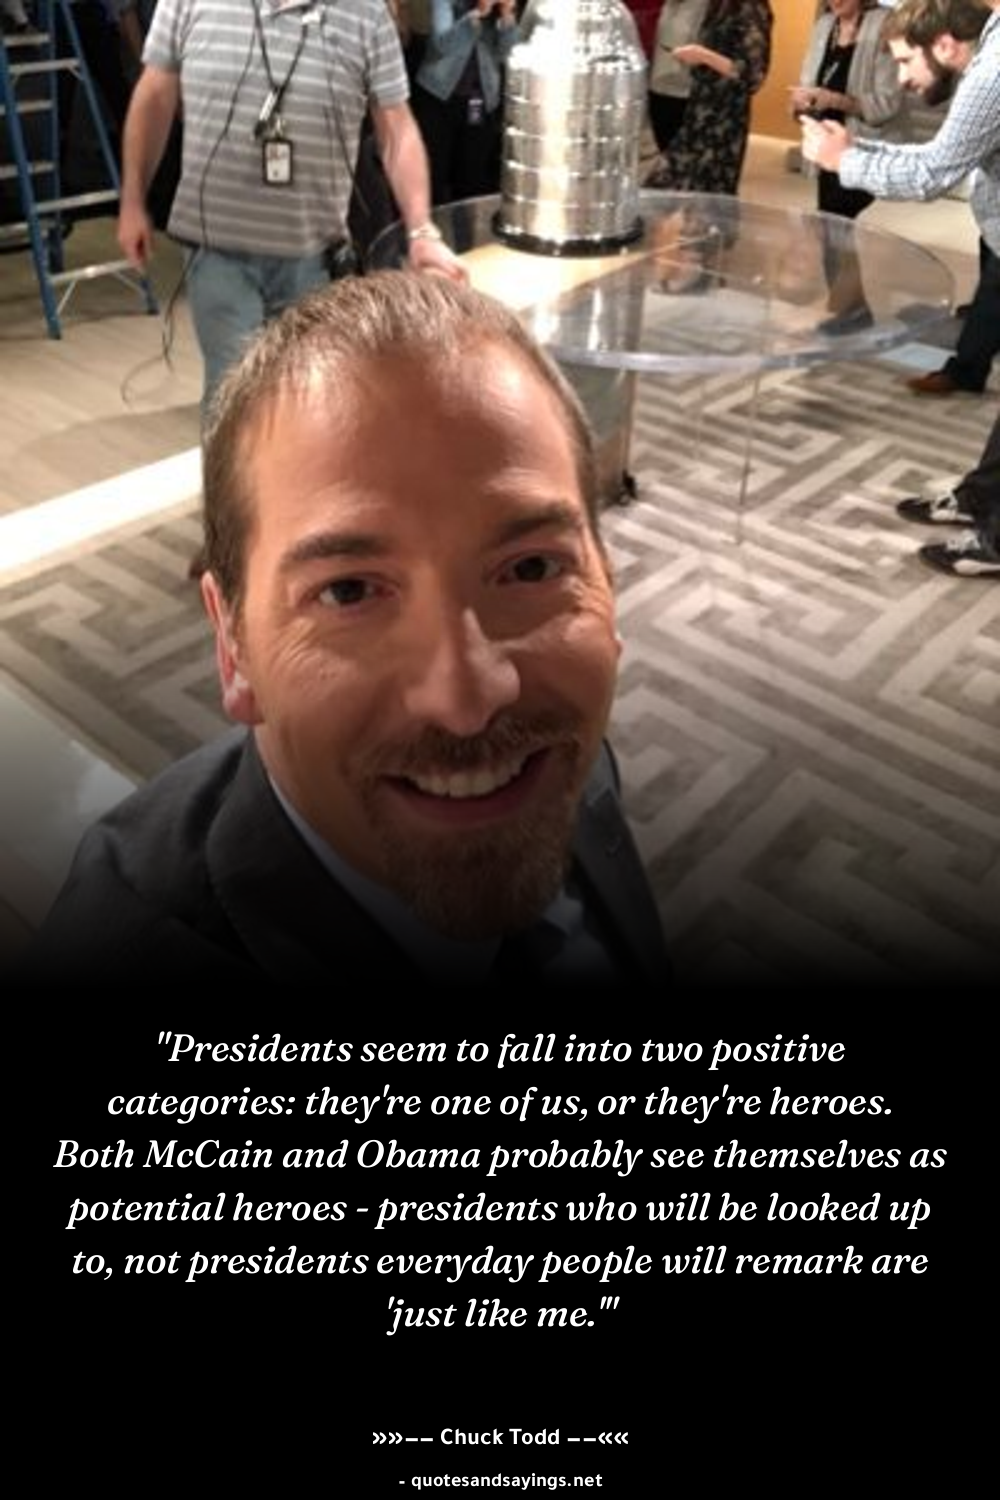 "Presidents seem to fall into two positive
categories: they're one of us, or they're heroes.
Both McCain and Obama probably see themselves as
potential heroes - presidents who will be looked up
to, not presidents everyday people will remark are
'just like me.'"
»»−− Chuck Todd −−««
- quotesandsayings.net